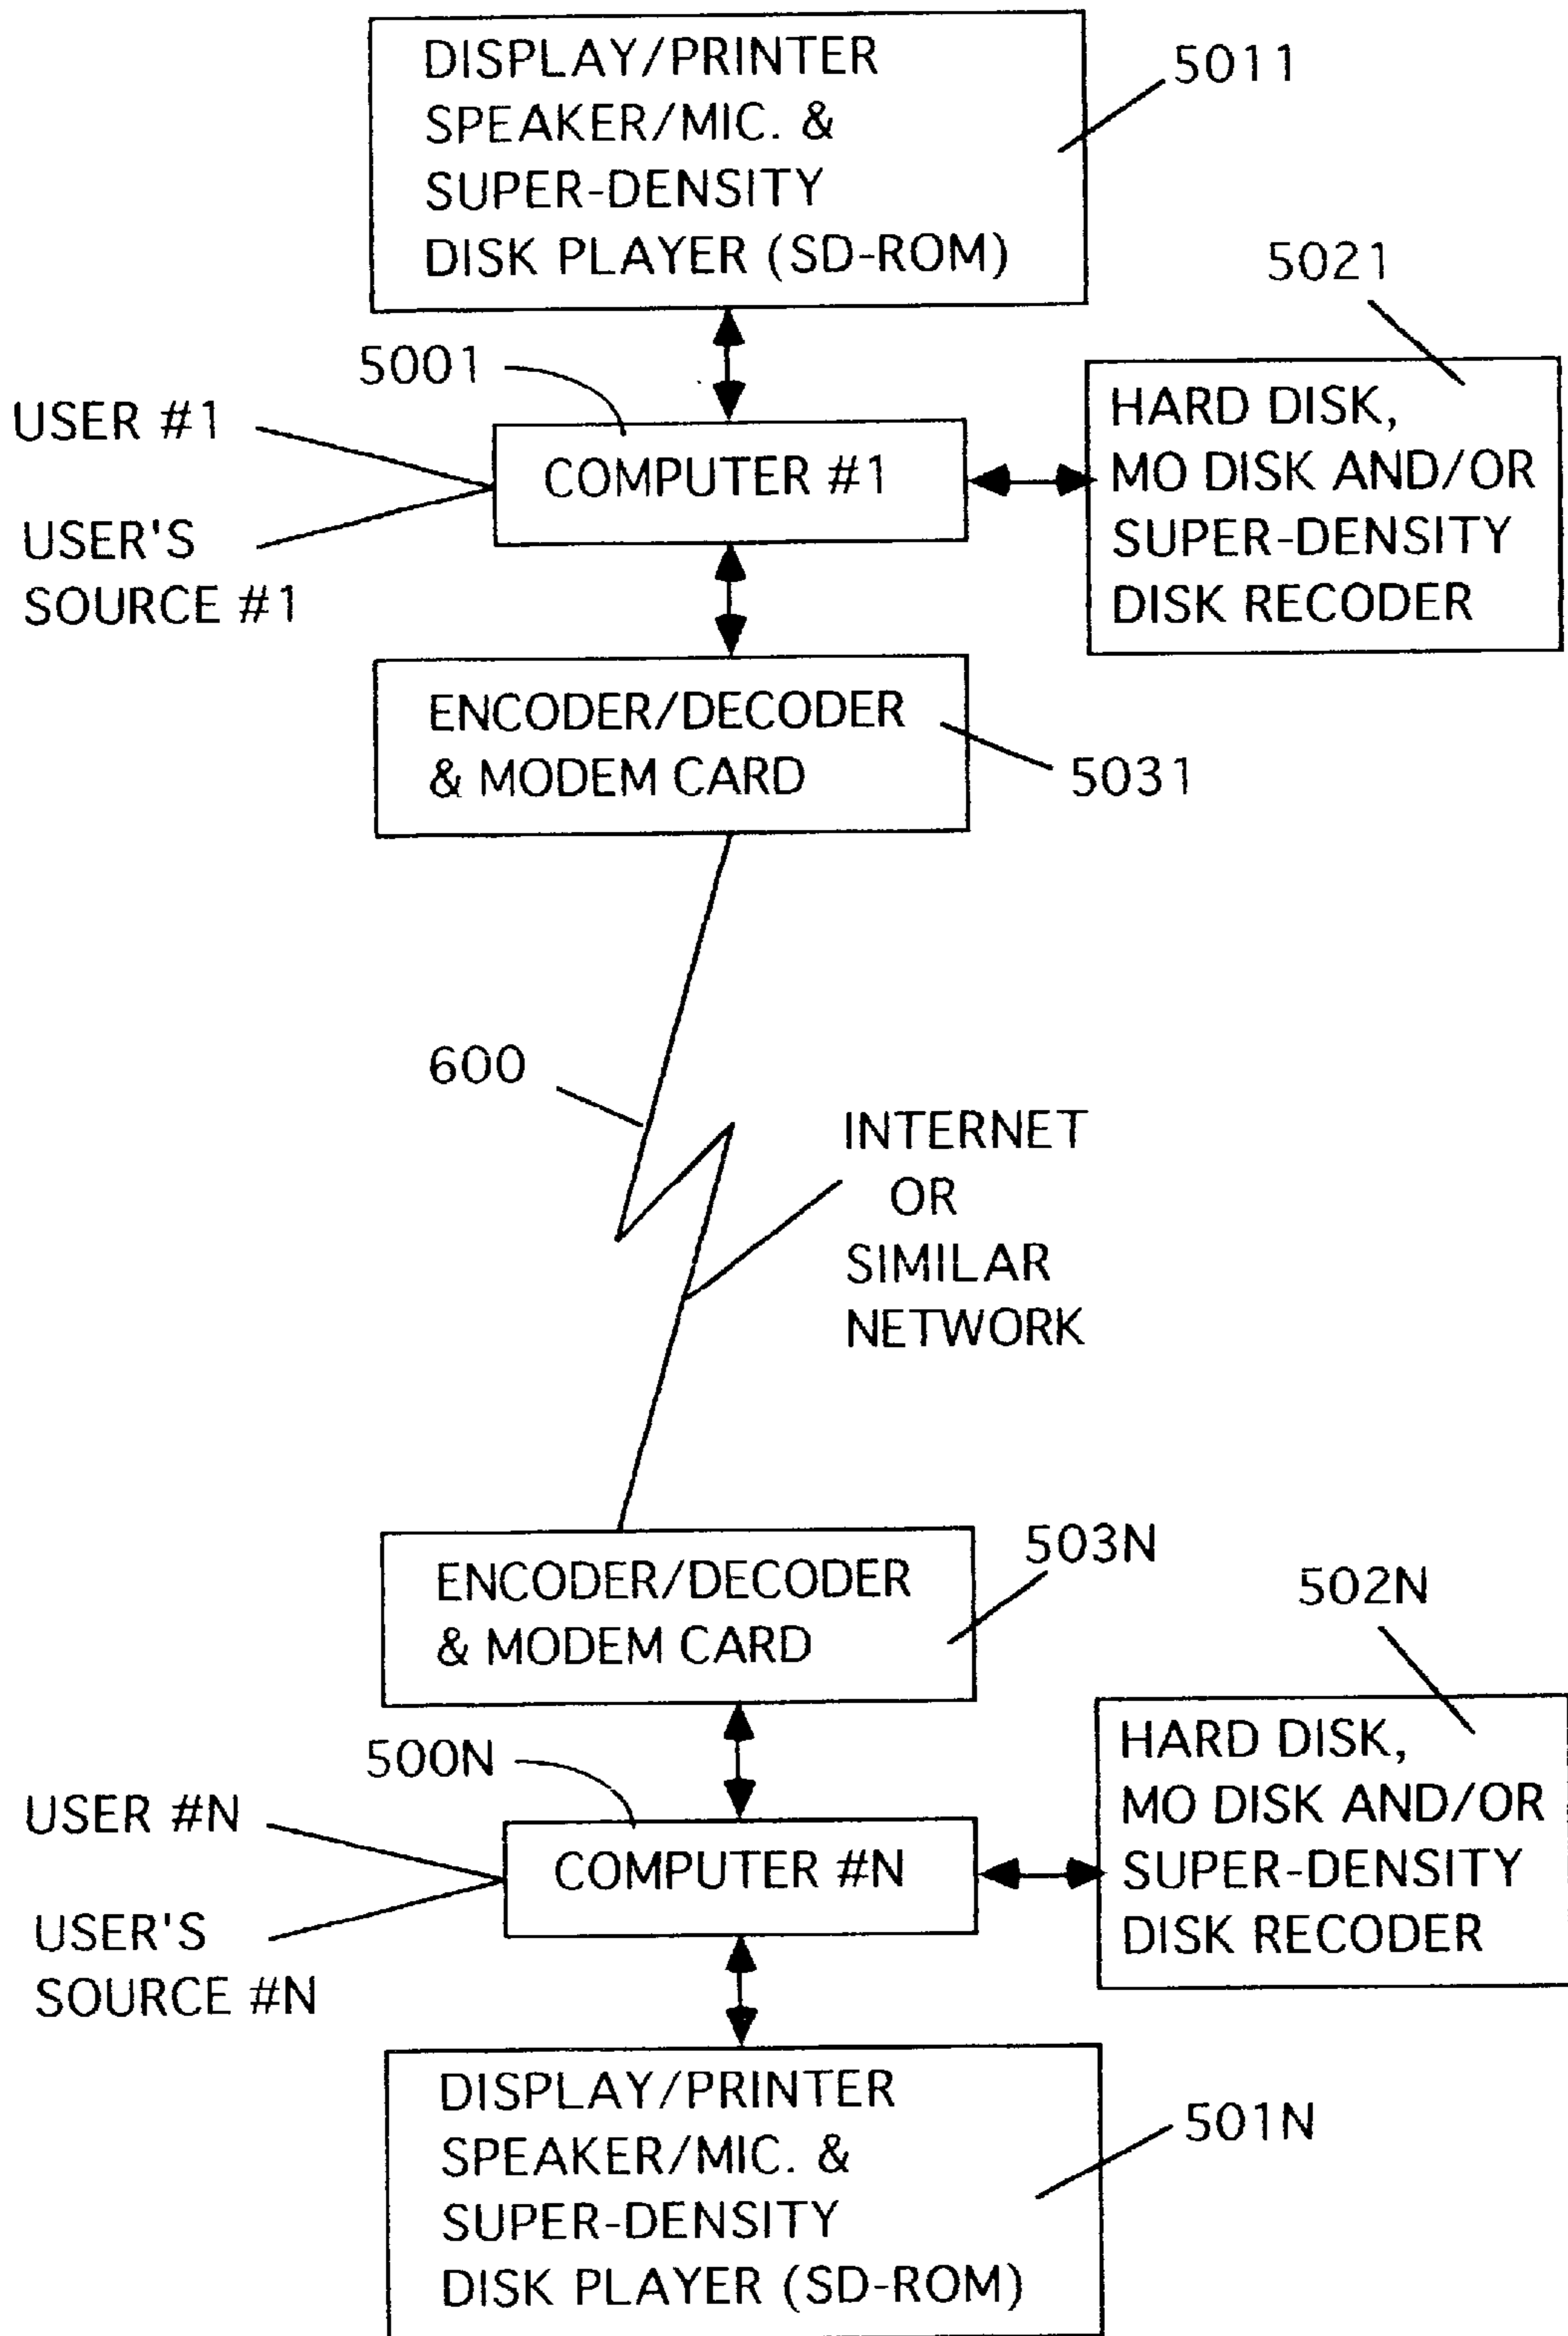 DISPLAY/PRINTER
SPEAKER/MIC. &
SUPER-DENSITY
DISK PLAYER (SD-ROM)
5011
5021
5001
USER #1
USER'S
SOURCE #1
COMPUTER #1
HARD DISK,
MO DISK AND/OR
SUPER-DENSITY
DISK RECODER
ENCODER/DECODER
& MODEM CARD
5031
600
INTERNET
OR
SIMILAR
NETWORK
ENCODER/DECODER
& MODEM CARD
503N
502N
500N
USER #N
USER'S
SOURCE #N
COMPUTER #N
HARD DISK,
MO DISK AND/OR
SUPER-DENSITY
DISK RECODER
DISPLAY/PRINTER
SPEAKER/MIC. &
SUPER-DENSITY
DISK PLAYER (SD-ROM)
501N